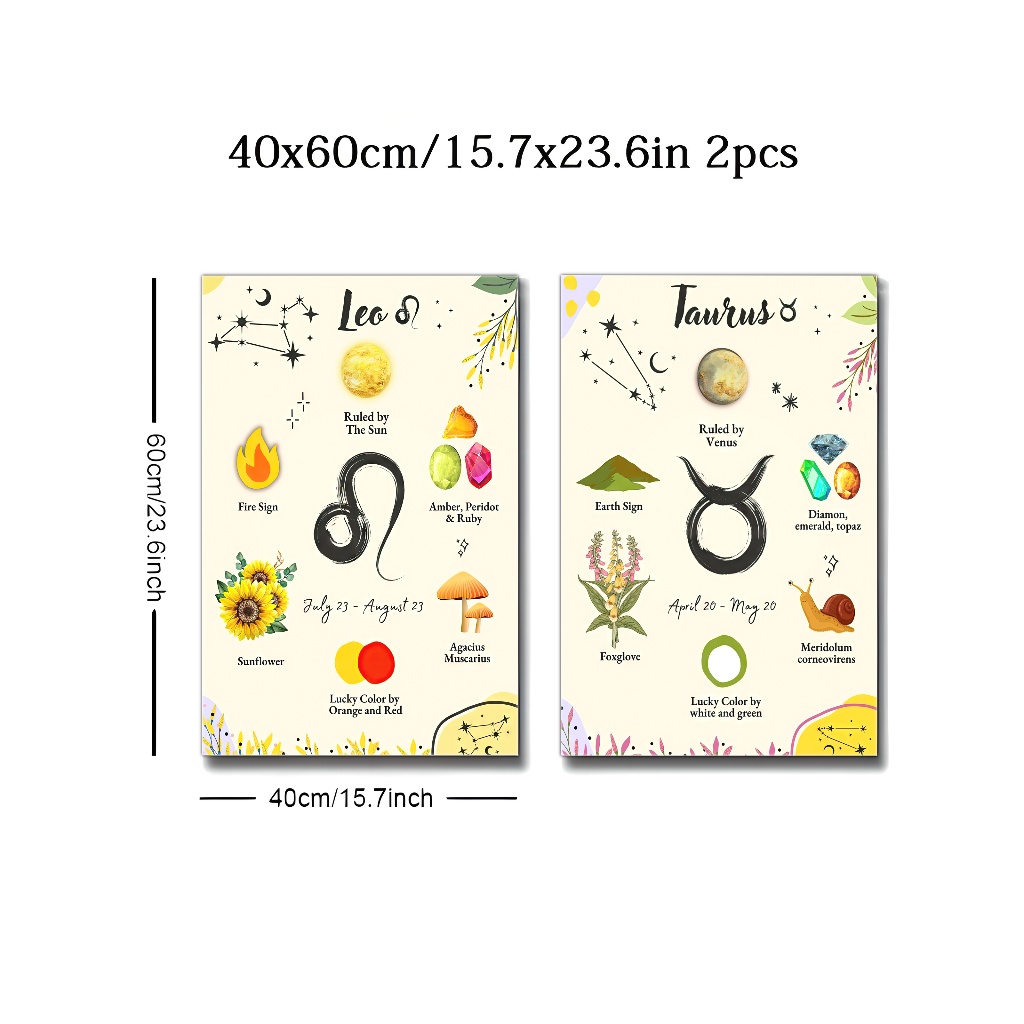 40x60cm/15.7x23.6in 2pcs
60cm/23.6inch
40cm/15.7inch
Leo ♌
Ruled by
The Sun
Fire Sign
Amber, Peridot
& Ruby
July 23 - August 23
Sunflower
Agacius
Muscarius
Lucky Color by
Orange and Red
Taurus ♉
Ruled by
Venus
Earth Sign
Diamon,
emerald, topaz
April 20 - May 20
Foxglove
Meridolum
corneovirens
Lucky Color by
white and green